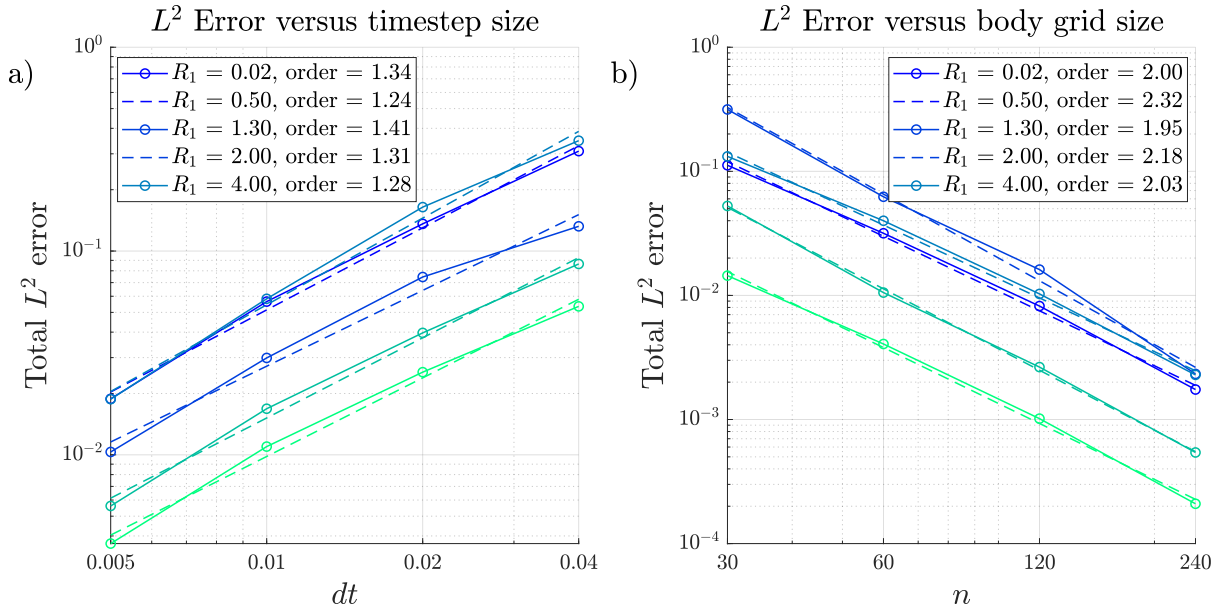 L² Error versus timestep size
a)
10⁰
10⁻¹
10⁻²
Total L² error
R₁ = 0.02, order = 1.34
R₁ = 0.50, order = 1.24
R₁ = 1.30, order = 1.41
R₁ = 2.00, order = 1.31
R₁ = 4.00, order = 1.28
0.005 0.01 0.02 0.04
dt
L² Error versus body grid size
b)
10⁰
10⁻¹
10⁻²
10⁻³
10⁻⁴
Total L² error
R₁ = 0.02, order = 2.00
R₁ = 0.50, order = 2.32
R₁ = 1.30, order = 1.95
R₁ = 2.00, order = 2.18
R₁ = 4.00, order = 2.03
30 60 120 240
n